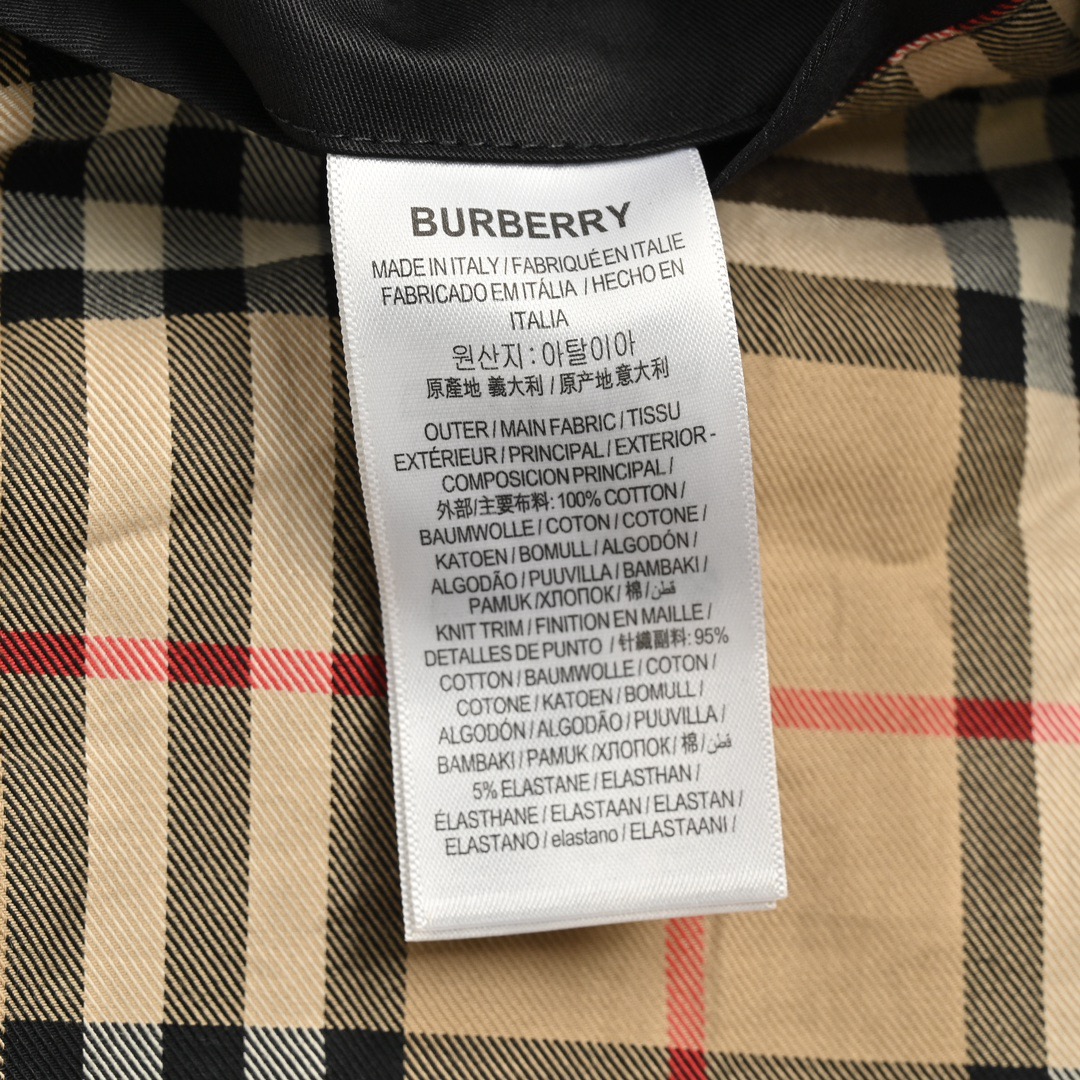 BURBERRY
MADE IN ITALY / FABRIQUÉ EN ITALIE
FABRICADO EM ITÁLIA / HECHO EN
ITALIA
원산지 : 아탈이아
原產地 義大利 / 原产地 意大利
OUTER / MAIN FABRIC / TISSU
EXTÉRIEUR / PRINCIPAL / EXTERIOR -
COMPOSICION PRINCIPAL /
外部/主要布料: 100% COTTON /
BAUMWOLLE / COTON / COTONE /
KATOEN / BOMULL / ALGODÓN /
ALGODÃO / PUUVILLA / BAMBAKI /
PAMUK /ХЛОПОК/ 棉/قطن
KNIT TRIM / FINITION EN MAILLE /
DETALLES DE PUNTO / 针織副料: 95%
COTTON / BAUMWOLLE / COTON /
COTONE / KATOEN / BOMULL /
ALGODÓN / ALGODÃO / PUUVILLA /
BAMBAKI / PAMUK /ХЛОПОК/ 棉/قطن
5% ELASTANE / ELASTHAN /
ÉLASTHANE / ELASTAAN / ELASTAN /
ELASTANO / elastano / ELASTAANI /